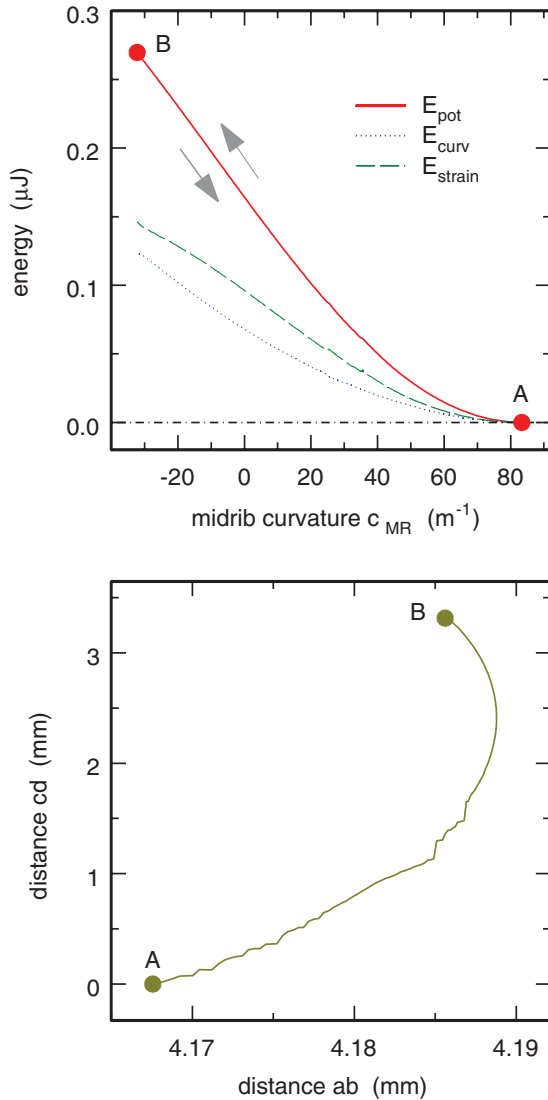 0.3
B
E_pot
E_curv
0.2
E_strain
energy (μJ)
0.1
A
0.0
-20 0 20 40 60 80
midrib curvature c_MR (m⁻¹)
B
3
distance cd (mm)
2
1
A
0
4.17 4.18 4.19
distance ab (mm)